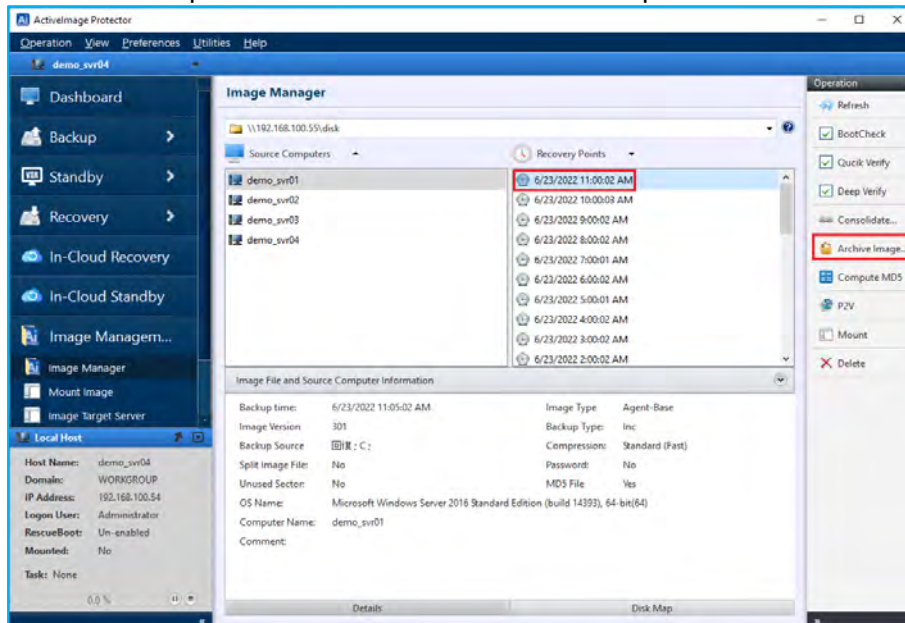 ActiveImage Protector
Operation View Preferences Utilities Help
demo_svr04
Dashboard
Backup
Standby
Recovery
In-Cloud Recovery
In-Cloud Standby
Image Managem...
Image Manager
Mount Image
Image Target Server
Local Host
Host Name: demo_svr04
Domain: WORKGROUP
IP Address: 192.168.100.54
Logon User: Administrator
RescueBoot: Un-enabled
Mounted: No
Task: None
0.0 %
Image Manager
\\192.168.100.55\disk
Source Computers
Recovery Points
demo_svr01
demo_svr02
demo_svr03
demo_svr04
6/23/2022 11:00:02 AM
6/23/2022 10:00:03 AM
6/23/2022 9:00:02 AM
6/23/2022 8:00:02 AM
6/23/2022 7:00:01 AM
6/23/2022 6:00:02 AM
6/23/2022 5:00:01 AM
6/23/2022 4:00:02 AM
6/23/2022 3:00:02 AM
6/23/2022 2:00:02 AM
Image File and Source Computer Information
Backup time: 6/23/2022 11:05:02 AM Image Type Agent-Base
Image Version 301 Backup Type: Inc
Backup Source : C: Compression: Standard (Fast)
Split Image File: No Password: No
Unused Sector: No MD5 File Yes
OS Name: Microsoft Windows Server 2016 Standard Edition (build 14393), 64-bit(64)
Computer Name: demo_svr01
Comment:
Details Disk Map
Operation
Refresh
BootCheck
Qucik Verify
Deep Verify
Consolidate...
Archive Image..
Compute MD5
P2V
Mount
Delete